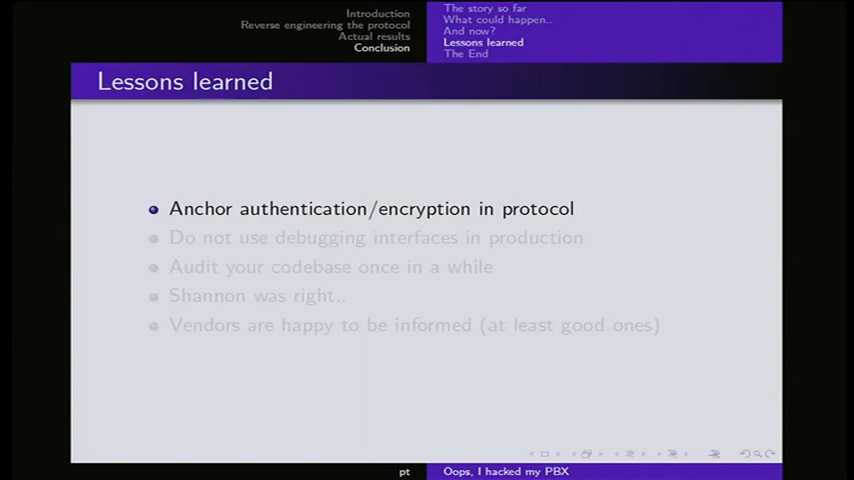 Introduction
Reverse engineering the protocol
Actual results
Conclusion
The story so far
What could happen..
And now?
Lessons learned
The End
Lessons learned
Anchor authentication/encryption in protocol
Do not use debugging interfaces in production
Audit your codebase once in a while
Shannon was right..
Vendors are happy to be informed (at least good ones)
pt
Oops, I hacked my PBX